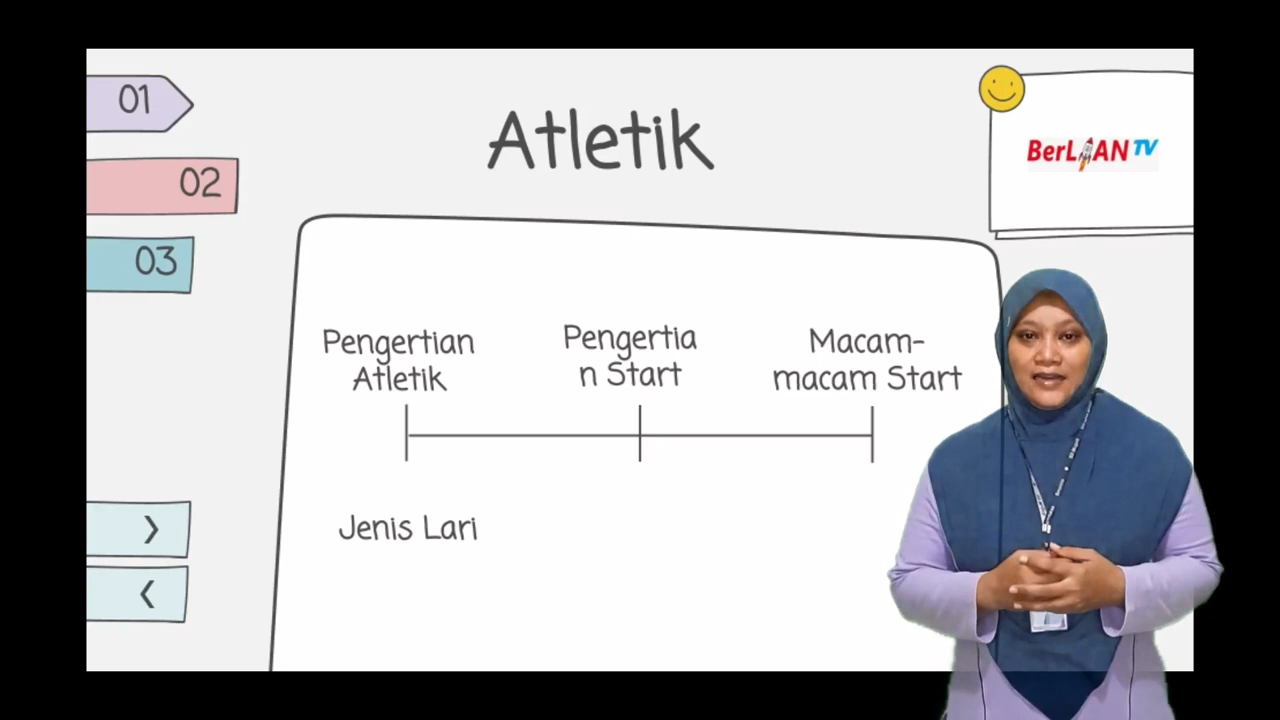 01
02
03
Atletik
BerLIAN TV
Pengertian
Atletik
Pengertia
n Start
Macam-
macam Start
Jenis Lari